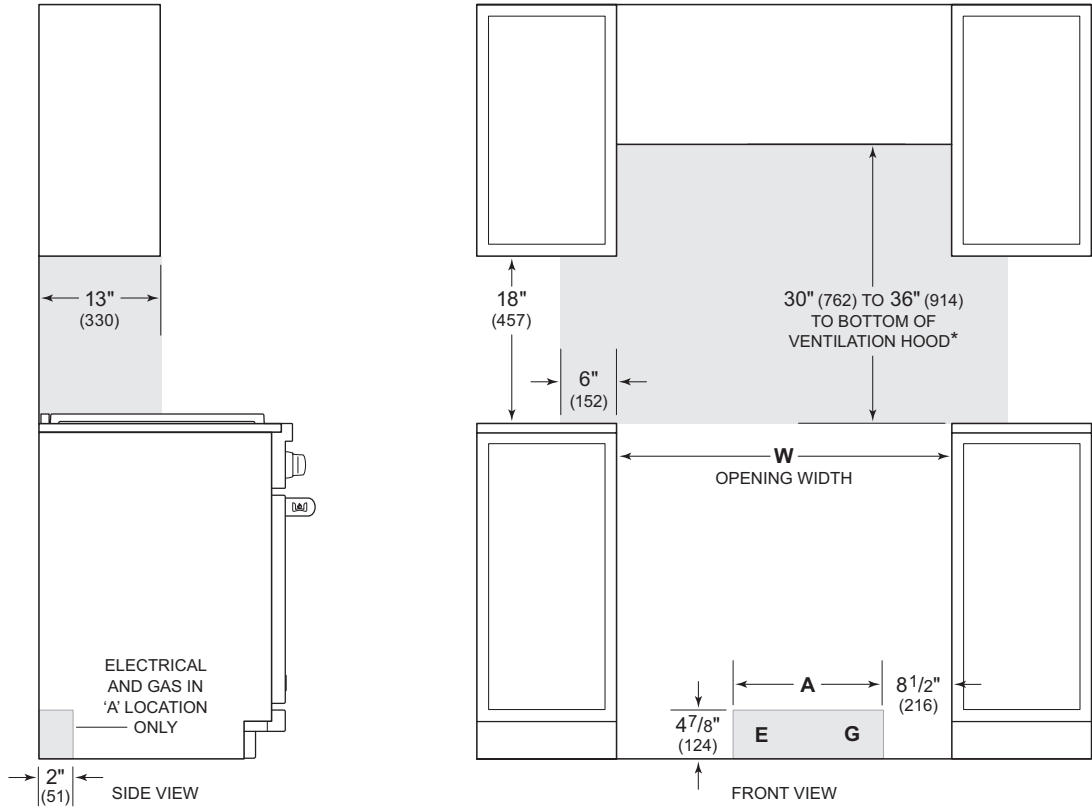 13"
(330)
18"
(457)
30" (762) TO 36" (914)
TO BOTTOM OF
VENTILATION HOOD*
6"
(152)
W
OPENING WIDTH
ELECTRICAL
AND GAS IN
'A' LOCATION
ONLY
A
8 1/2"
(216)
4 7/8"
(124)
E
G
2"
(51)
SIDE VIEW
FRONT VIEW